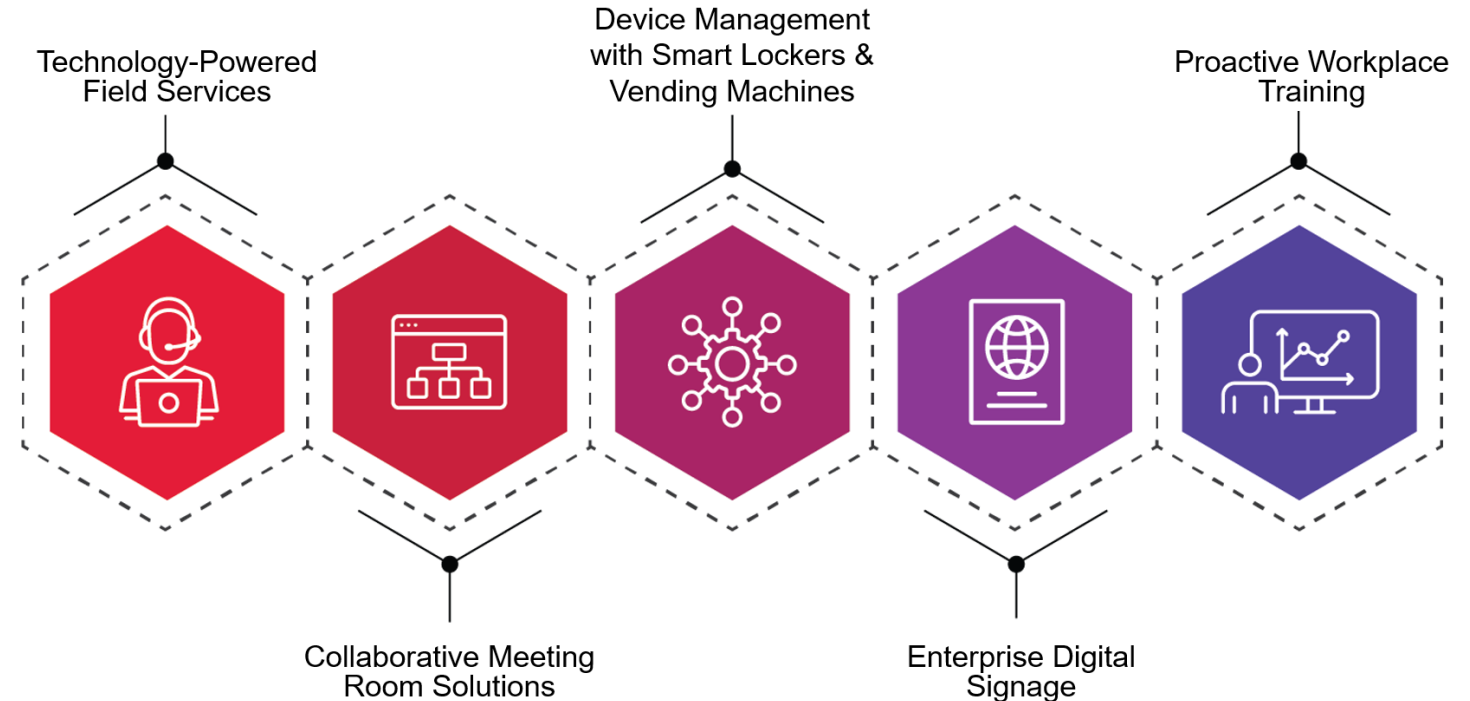 Technology-Powered
Field Services
Collaborative Meeting
Room Solutions
Device Management
with Smart Lockers &
Vending Machines
Enterprise Digital
Signage
Proactive Workplace
Training